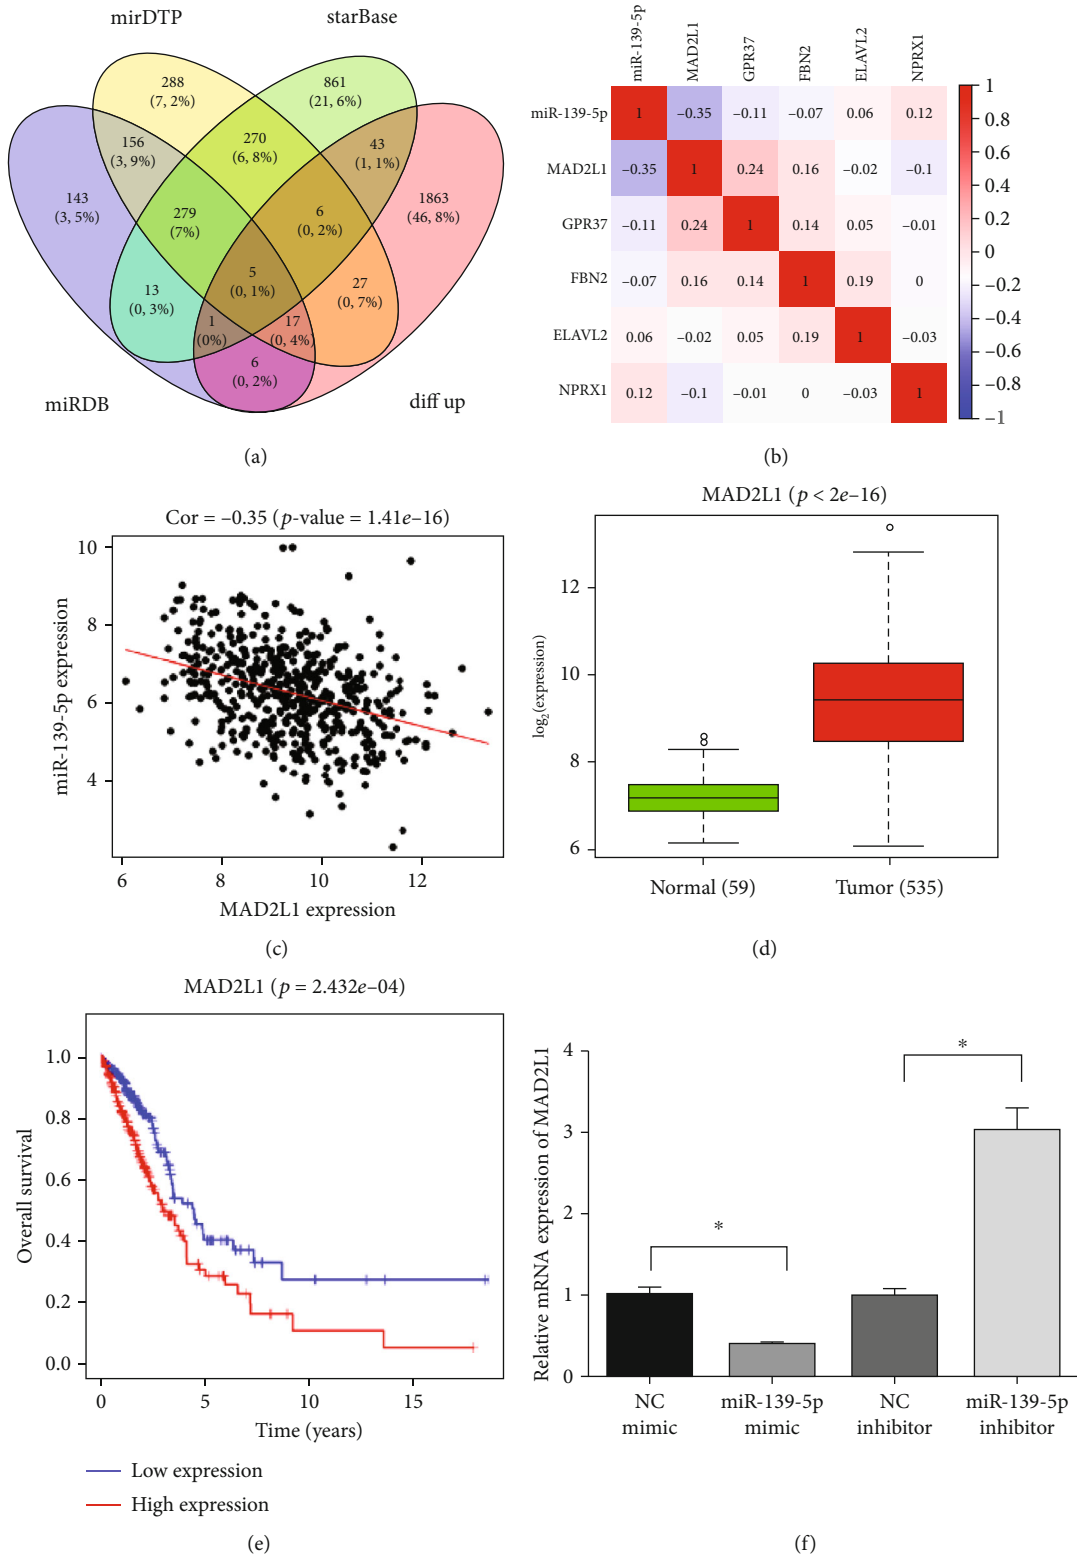 mirDTP
starBase
288
(7, 2%)
861
(21, 6%)
156
(3, 9%)
270
(6, 8%)
43
(1, 1%)
143
(3, 5%)
1863
(46, 8%)
279
(7%)
6
(0, 2%)
5
(0, 1%)
13
(0, 3%)
27
(0, 7%)
1
(0%)
17
(0, 4%)
6
(0, 2%)
miRDB
diff up
(a)
miR-139-5p
MAD2L1
GPR37
FBN2
ELAVL2
NPRX1
miR-139-5p 1 −0.35 −0.11 −0.07 0.06 0.12
MAD2L1 −0.35 1 0.24 0.16 −0.02 −0.1
GPR37 −0.11 0.24 1 0.14 0.05 −0.01
FBN2 −0.07 0.16 0.14 1 0.19 0
ELAVL2 0.06 −0.02 0.05 0.19 1 −0.03
NPRX1 0.12 −0.1 −0.01 0 −0.03 1
1
0.8
0.6
0.4
0.2
0
−0.2
−0.4
−0.6
−0.8
−1
(b)
Cor = −0.35 (p-value = 1.41e−16)
miR-139-5p expression
10
8
6
4
6 8 10 12
MAD2L1 expression
(c)
MAD2L1 (p < 2e−16)
log2(expression)
12
10
8
6
Normal (59) Tumor (535)
(d)
MAD2L1 (p = 2.432e−04)
Overall survival
1.0
0.8
0.6
0.4
0.2
0.0
0 5 10 15
Time (years)
Low expression
High expression
(e)
Relative mRNA expression of MAD2L1
4
3
2
1
0
*
*
NC
mimic
miR-139-5p
mimic
NC
inhibitor
miR-139-5p
inhibitor
(f)